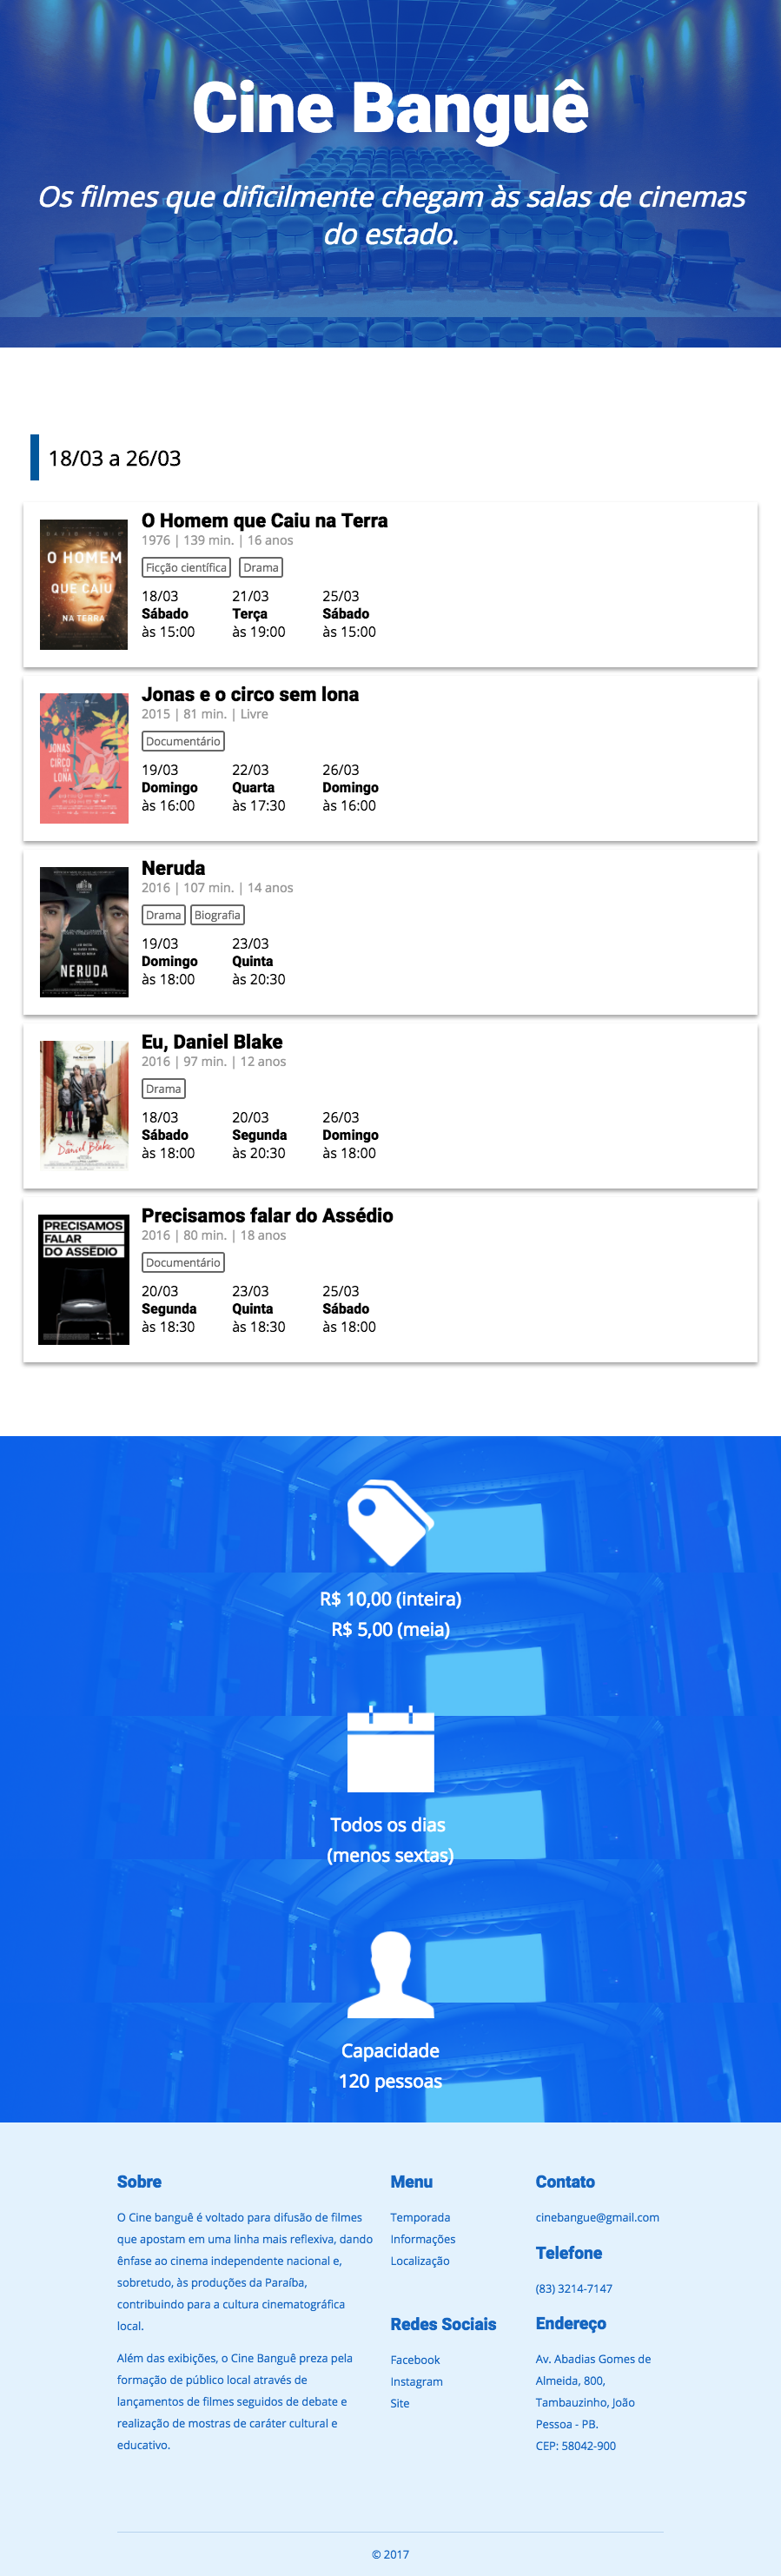 Cine Banguê
Os filmes que dificilmente chegam às salas de cinemas
do estado.
18/03 a 26/03
DAVID BOWIE
O HOMEM
QUE CAIU
NA TERRA
O Homem que Caiu na Terra
1976 | 139 min. | 16 anos
Ficção científica Drama
18/03 21/03 25/03
Sábado Terça Sábado
às 15:00 às 19:00 às 15:00
JONAS
E O
CIRCO
SEM
LONA
Jonas e o circo sem lona
2015 | 81 min. | Livre
Documentário
19/03 22/03 26/03
Domingo Quarta Domingo
às 16:00 às 17:30 às 16:00
NERUDA
Neruda
2016 | 107 min. | 14 anos
Drama Biografia
19/03 23/03
Domingo Quinta
às 18:00 às 20:30
Eu,
Daniel Blake
Eu, Daniel Blake
2016 | 97 min. | 12 anos
Drama
18/03 20/03 26/03
Sábado Segunda Domingo
às 18:00 às 20:30 às 18:00
PRECISAMOS
FALAR
DO ASSÉDIO
Precisamos falar do Assédio
2016 | 80 min. | 18 anos
Documentário
20/03 23/03 25/03
Segunda Quinta Sábado
às 18:30 às 18:30 às 18:00
R$ 10,00 (inteira)
R$ 5,00 (meia)
Todos os dias
(menos sextas)
Capacidade
120 pessoas
Sobre
O Cine banguê é voltado para difusão de filmes
que apostam em uma linha mais reflexiva, dando
ênfase ao cinema independente nacional e,
sobretudo, às produções da Paraíba,
contribuindo para a cultura cinematográfica
local.
Além das exibições, o Cine Banguê preza pela
formação de público local através de
lançamentos de filmes seguidos de debate e
realização de mostras de caráter cultural e
educativo.
Menu
Temporada
Informações
Localização
Redes Sociais
Facebook
Instagram
Site
Contato
cinebangue@gmail.com
Telefone
(83) 3214-7147
Endereço
Av. Abadias Gomes de
Almeida, 800,
Tambauzinho, João
Pessoa - PB.
CEP: 58042-900
© 2017